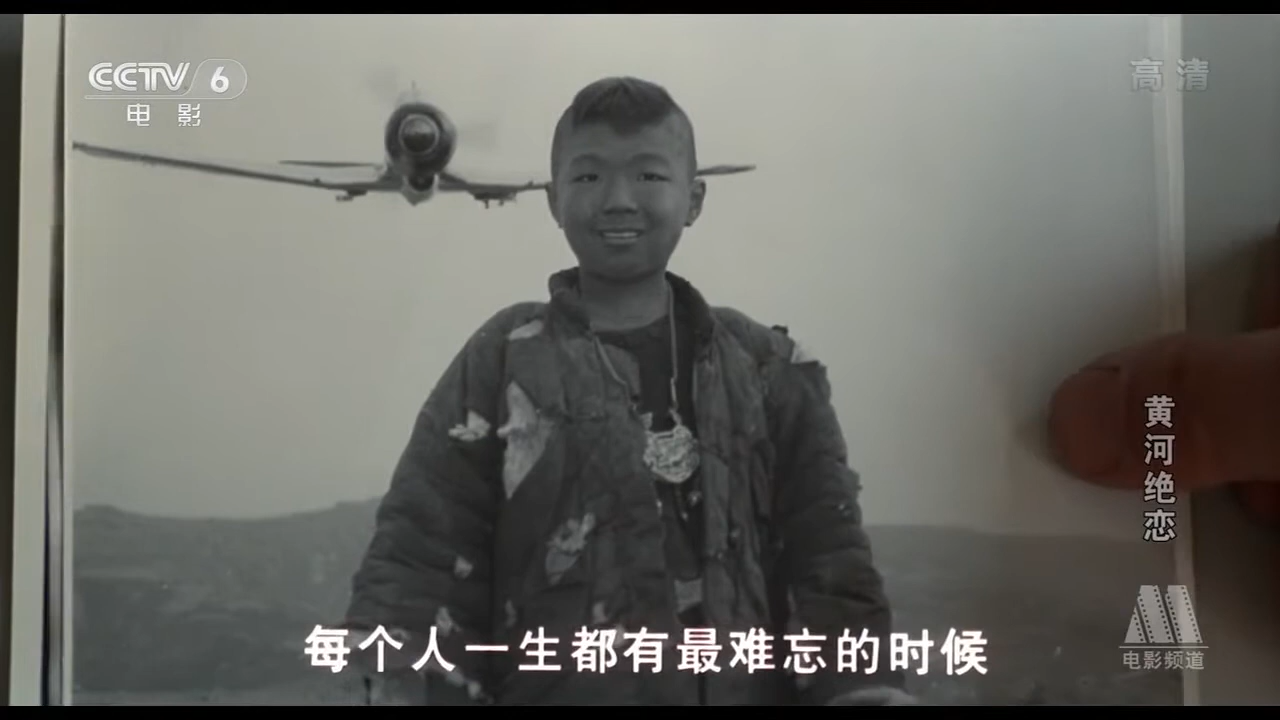 CCTV 6
电影
高清
黄河绝恋
电影频道
每个人一生都有最难忘的时候